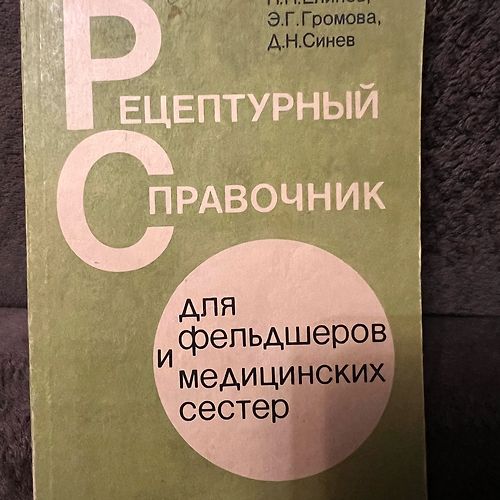 Э.Г.Громова,
Д.Н.Синев
РЕЦЕПТУРНЫЙ
СПРАВОЧНИК
для
фельдшеров
и
медицинских
сестер